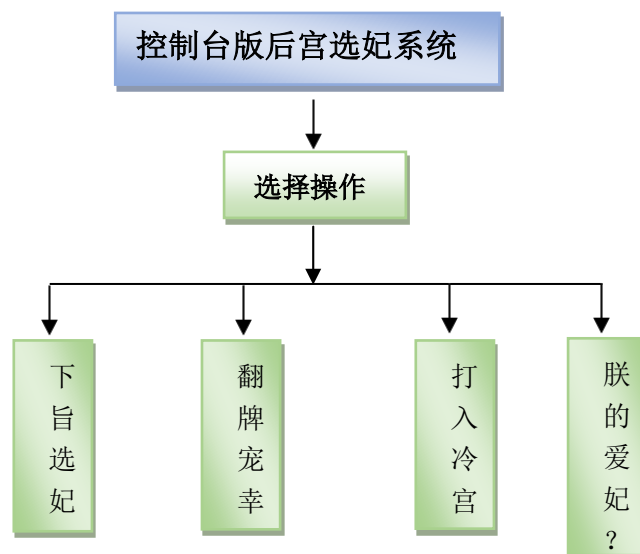 控制台版后宫选妃系统
选择操作
下旨选妃
翻牌宠幸
打入冷宫
朕的爱妃？